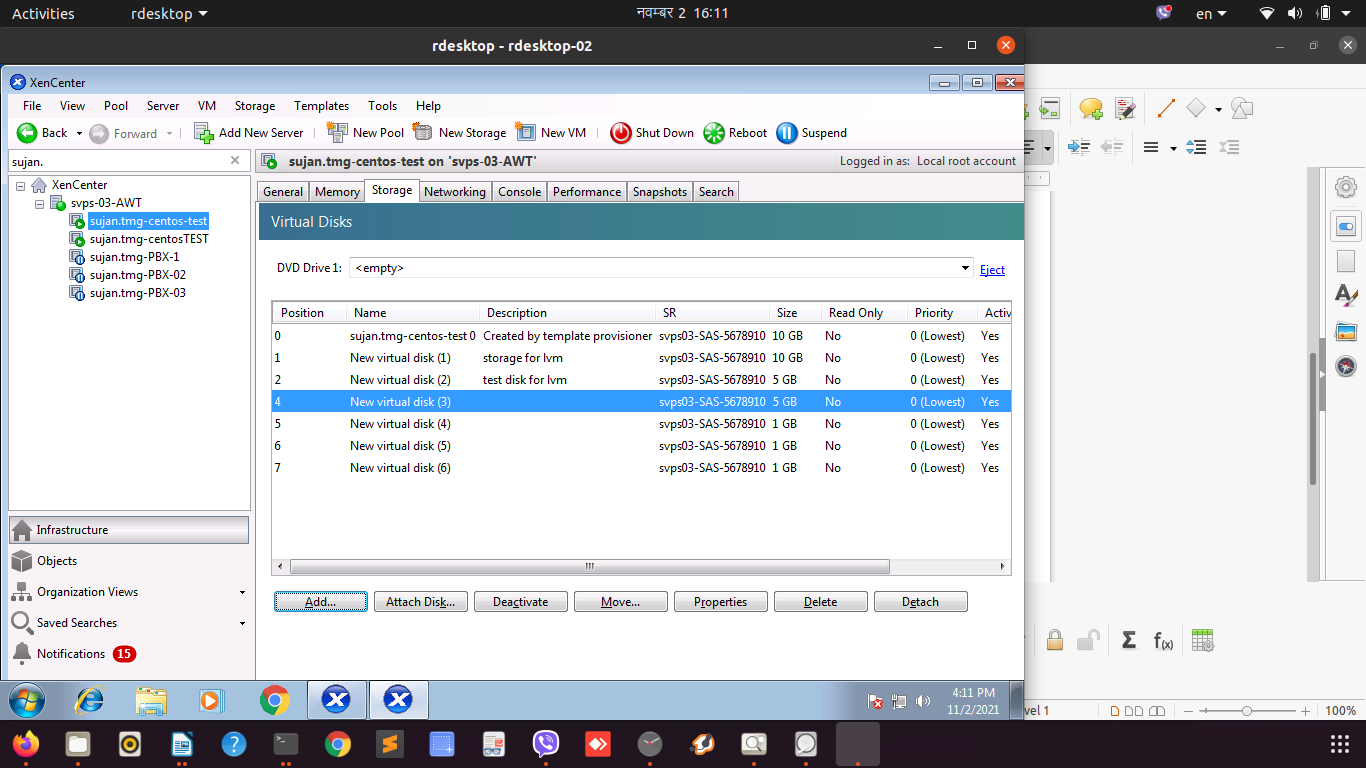 Activities rdesktop नवम्बर 2 16:11 en
rdesktop - rdesktop-02
XenCenter
File View Pool Server VM Storage Templates Tools Help
Back Forward Add New Server New Pool New Storage New VM Shut Down Reboot Suspend
sujan.
sujan.tmg-centos-test on 'svps-03-AWT' Logged in as: Local root account
XenCenter
svps-03-AWT
sujan.tmg-centos-test
sujan.tmg-centosTEST
sujan.tmg-PBX-1
sujan.tmg-PBX-02
sujan.tmg-PBX-03
General Memory Storage Networking Console Performance Snapshots Search
Virtual Disks
DVD Drive 1: <empty> Eject
Position Name Description SR Size Read Only Priority Activ
0 sujan.tmg-centos-test 0 Created by template provisioner svps03-SAS-5678910 10 GB No 0 (Lowest) Yes
1 New virtual disk (1) storage for lvm svps03-SAS-5678910 10 GB No 0 (Lowest) Yes
2 New virtual disk (2) test disk for lvm svps03-SAS-5678910 5 GB No 0 (Lowest) Yes
4 New virtual disk (3) svps03-SAS-5678910 5 GB No 0 (Lowest) Yes
5 New virtual disk (4) svps03-SAS-5678910 1 GB No 0 (Lowest) Yes
6 New virtual disk (5) svps03-SAS-5678910 1 GB No 0 (Lowest) Yes
7 New virtual disk (6) svps03-SAS-5678910 1 GB No 0 (Lowest) Yes
Add... Attach Disk... Deactivate Move... Properties Delete Detach
Infrastructure
Objects
Organization Views
Saved Searches
Notifications 15
Σ f(x)
4:11 PM
11/2/2021
vel 1 100%